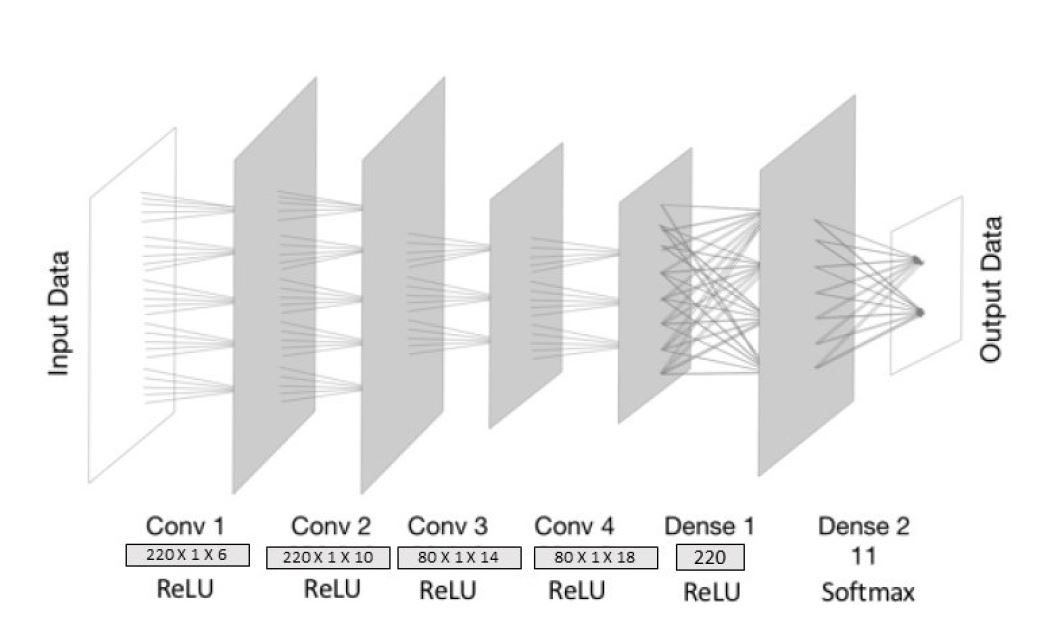 Input Data
Output Data
Conv 1 Conv 2 Conv 3 Conv 4 Dense 1 Dense 2
220 X 1 X 6 220 X 1 X 10 80 X 1 X 14 80 X 1 X 18 220 11
ReLU ReLU ReLU ReLU ReLU Softmax